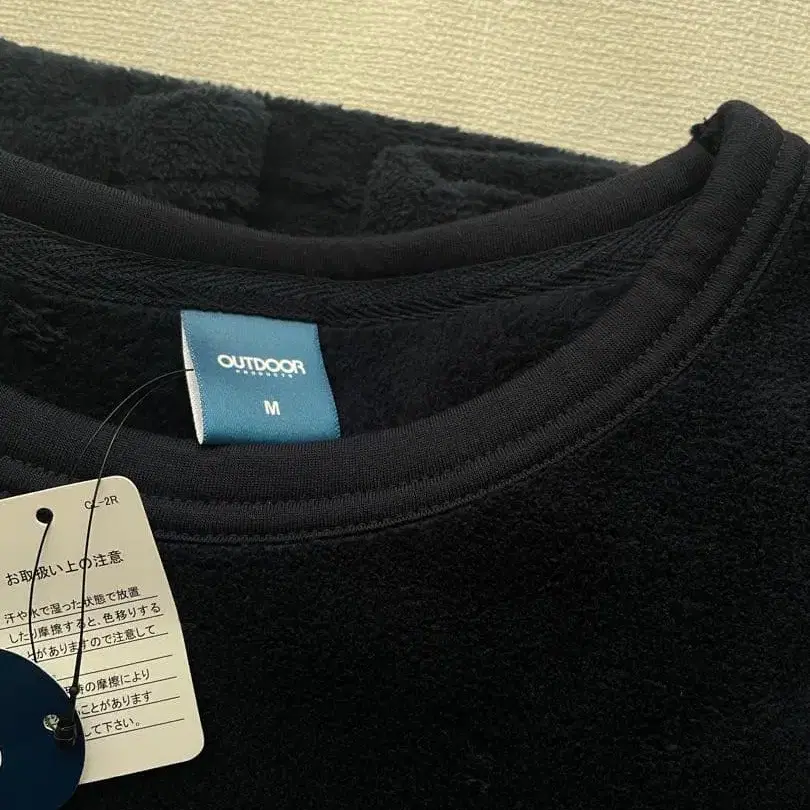 OUTDOOR
PRODUCTS
M
CL-2R
お取扱い上の注意
汗や水で湿った状態で放置
したり摩擦すると、色移りする
とがありますので注意して
の摩擦により
ことがあります
して下さい。